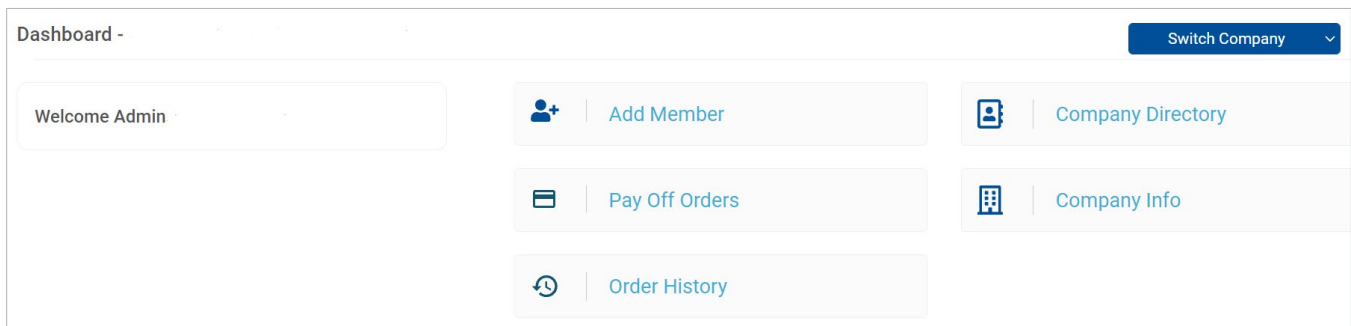 Dashboard -
Switch Company
Welcome Admin
Add Member
Company Directory
Pay Off Orders
Company Info
Order History